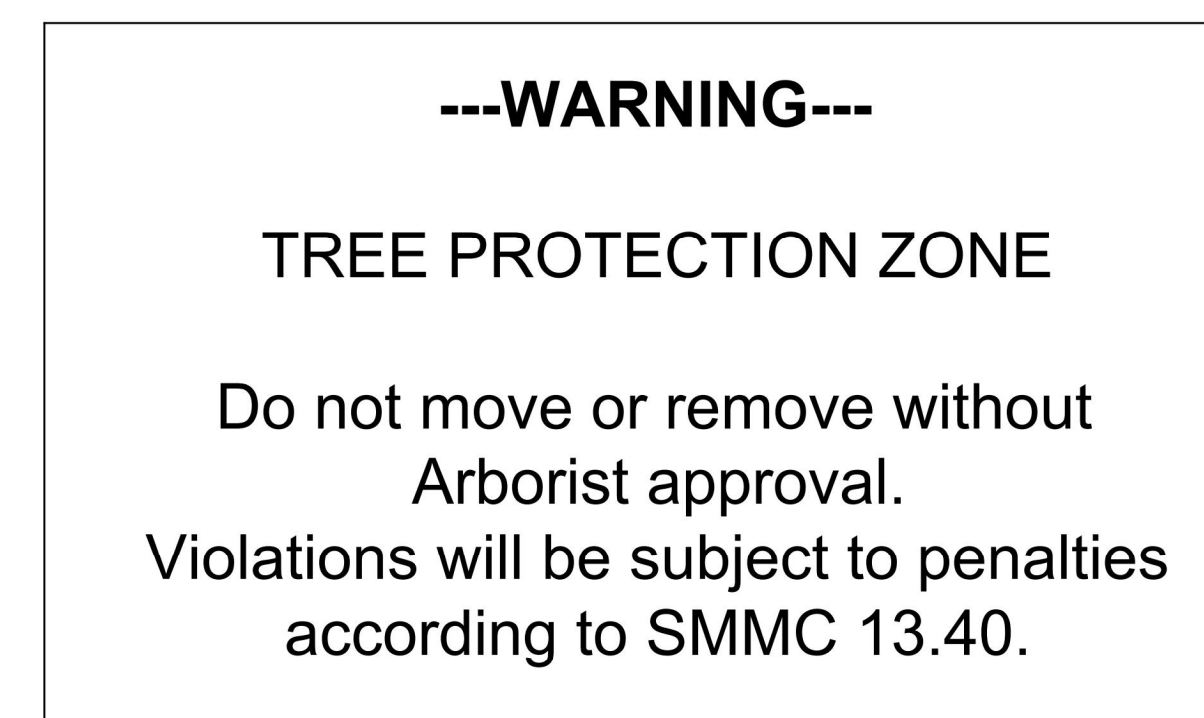 ---WARNING---
TREE PROTECTION ZONE
Do not move or remove without
Arborist approval.
Violations will be subject to penalties
according to SMMC 13.40.